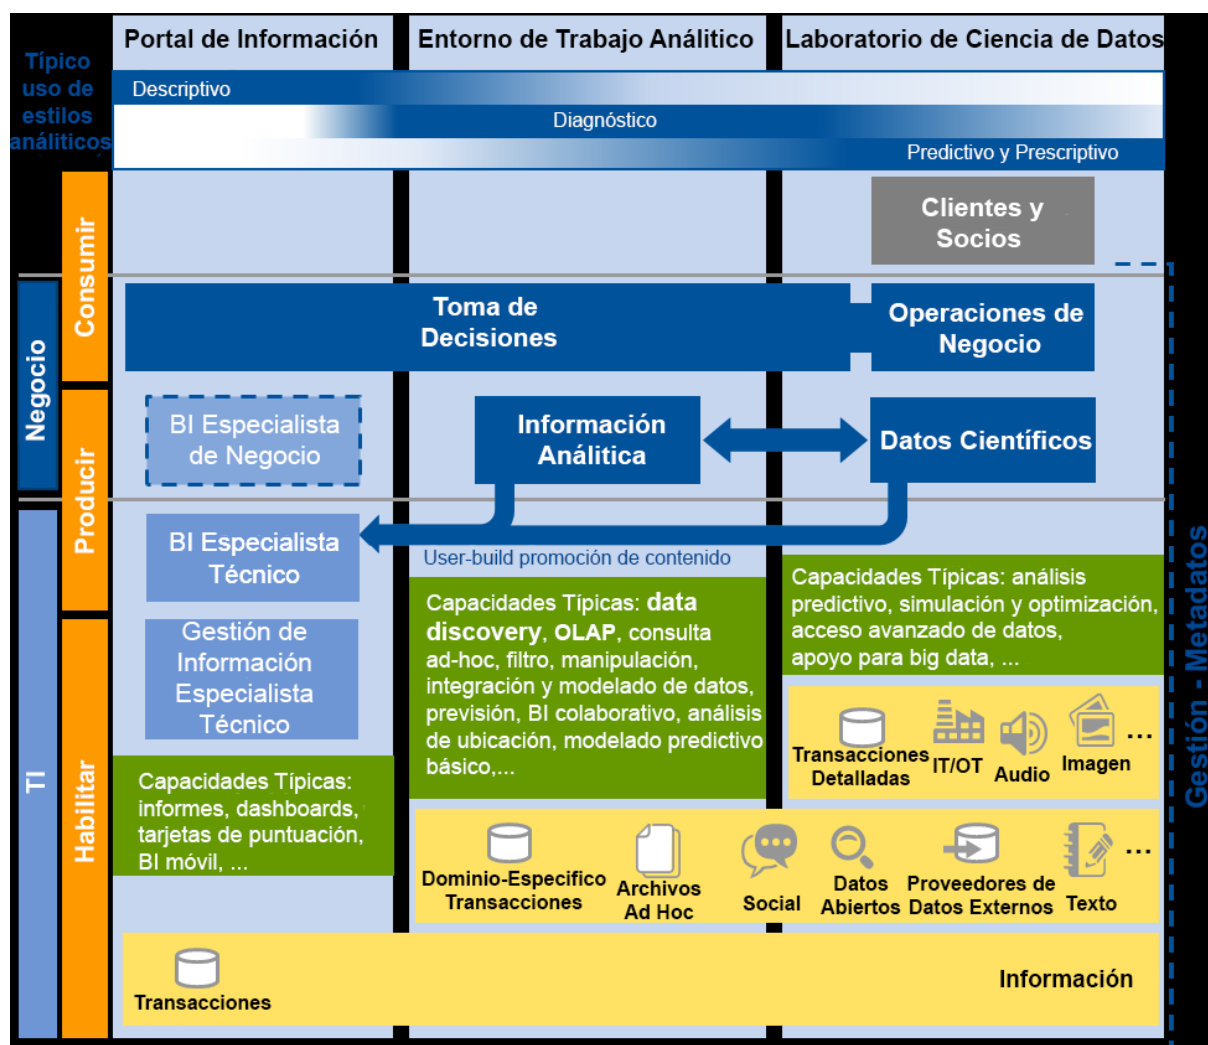 Portal de Información
Entorno de Trabajo Análitico
Laboratorio de Ciencia de Datos
Típico
uso de
estilos
análiticos
Descriptivo
Diagnóstico
Predictivo y Prescriptivo
Consumir
Producir
Habilitar
Negocio
TI
Clientes y
Socios
Toma de
Decisiones
Operaciones de
Negocio
BI Especialista
de Negocio
Información
Análitica
Datos Científicos
BI Especialista
Técnico
User-build promoción de contenido
Gestión de
Información
Especialista
Técnico
Capacidades Típicas:
informes, dashboards,
tarjetas de puntuación,
BI móvil, ...
Capacidades Típicas: data
discovery, OLAP, consulta
ad-hoc, filtro, manipulación,
integración y modelado de datos,
previsión, BI colaborativo, análisis
de ubicación, modelado predictivo
básico,...
Capacidades Típicas: análisis
predictivo, simulación y optimización,
acceso avanzado de datos,
apoyo para big data, ...
Transacciones
Detalladas
IT/OT
Audio
Imagen
...
Dominio-Especifico
Transacciones
Archivos
Ad Hoc
Social
Datos
Abiertos
Proveedores de
Datos Externos
Texto
...
Transacciones
Información
Gestión - Metadatos